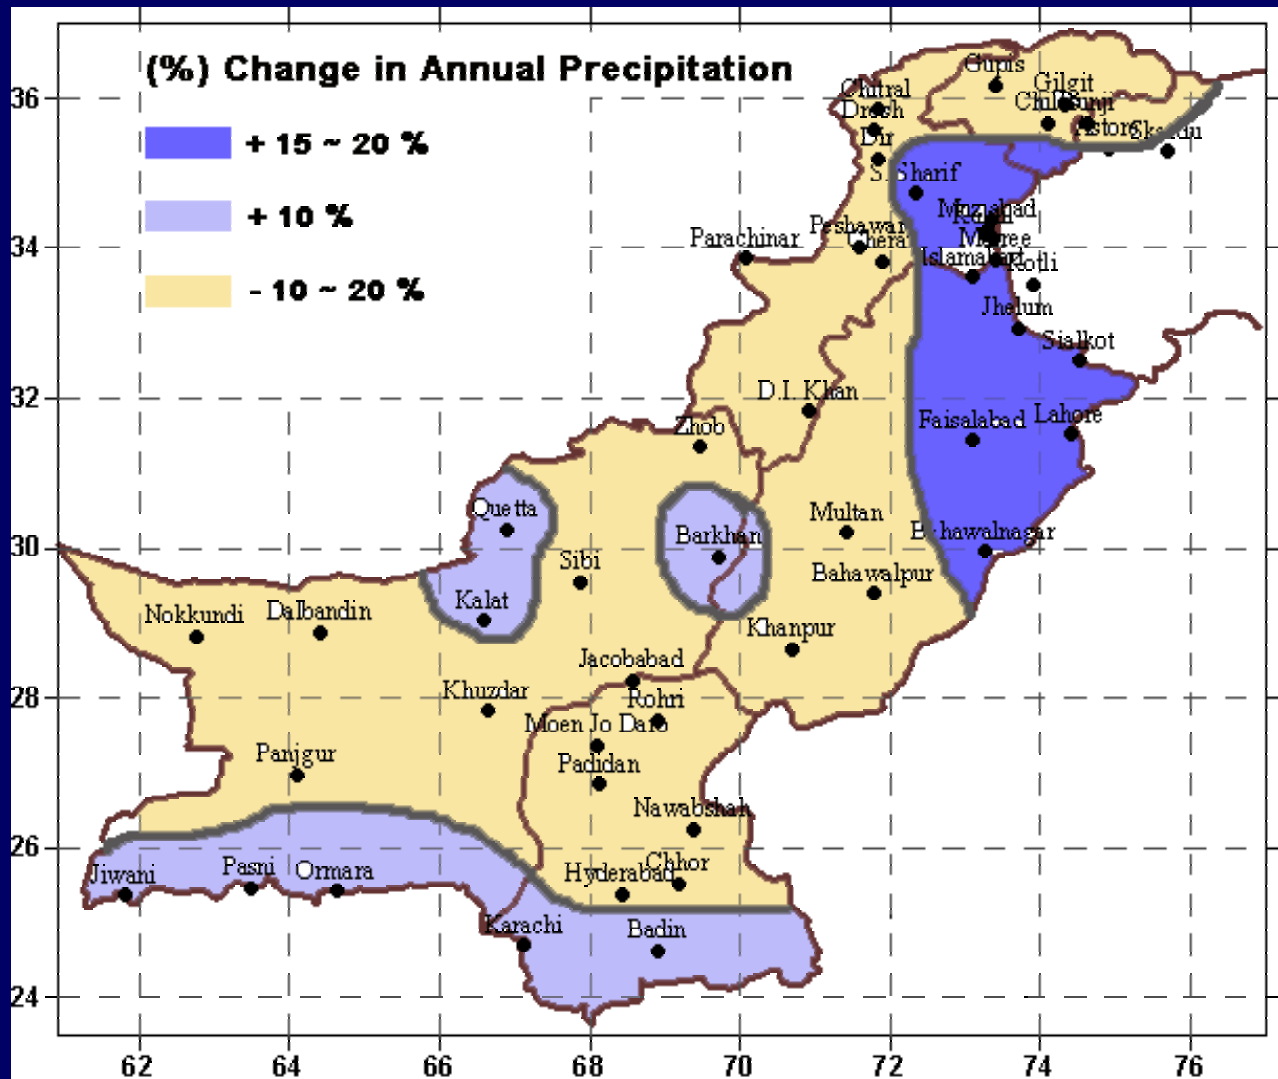 (%) Change in Annual Precipitation
+ 15 ~ 20 %
+ 10 %
- 10 ~ 20 %
36
34
32
30
28
26
24
62
64
66
68
70
72
74
76
Gupis
Gilgit
Chitral
Drosh
Dir
Skardu
S. Sharif
Peshawar
Parachinar
Islamabad
Kotli
Jhelum
Sialkot
D.I. Khan
Zhob
Faisalabad
Lahore
Quetta
Multan
Barkhan
Bahawalnagar
Sibi
Bahawalpur
Kalat
Nokkundi
Dalbandin
Khanpur
Jacobabad
Khuzdar
Rohri
Moen Jo Daro
Panjgur
Padidan
Nawabshah
Chhor
Hyderabad
Jiwani
Pasni
Ormara
Karachi
Badin